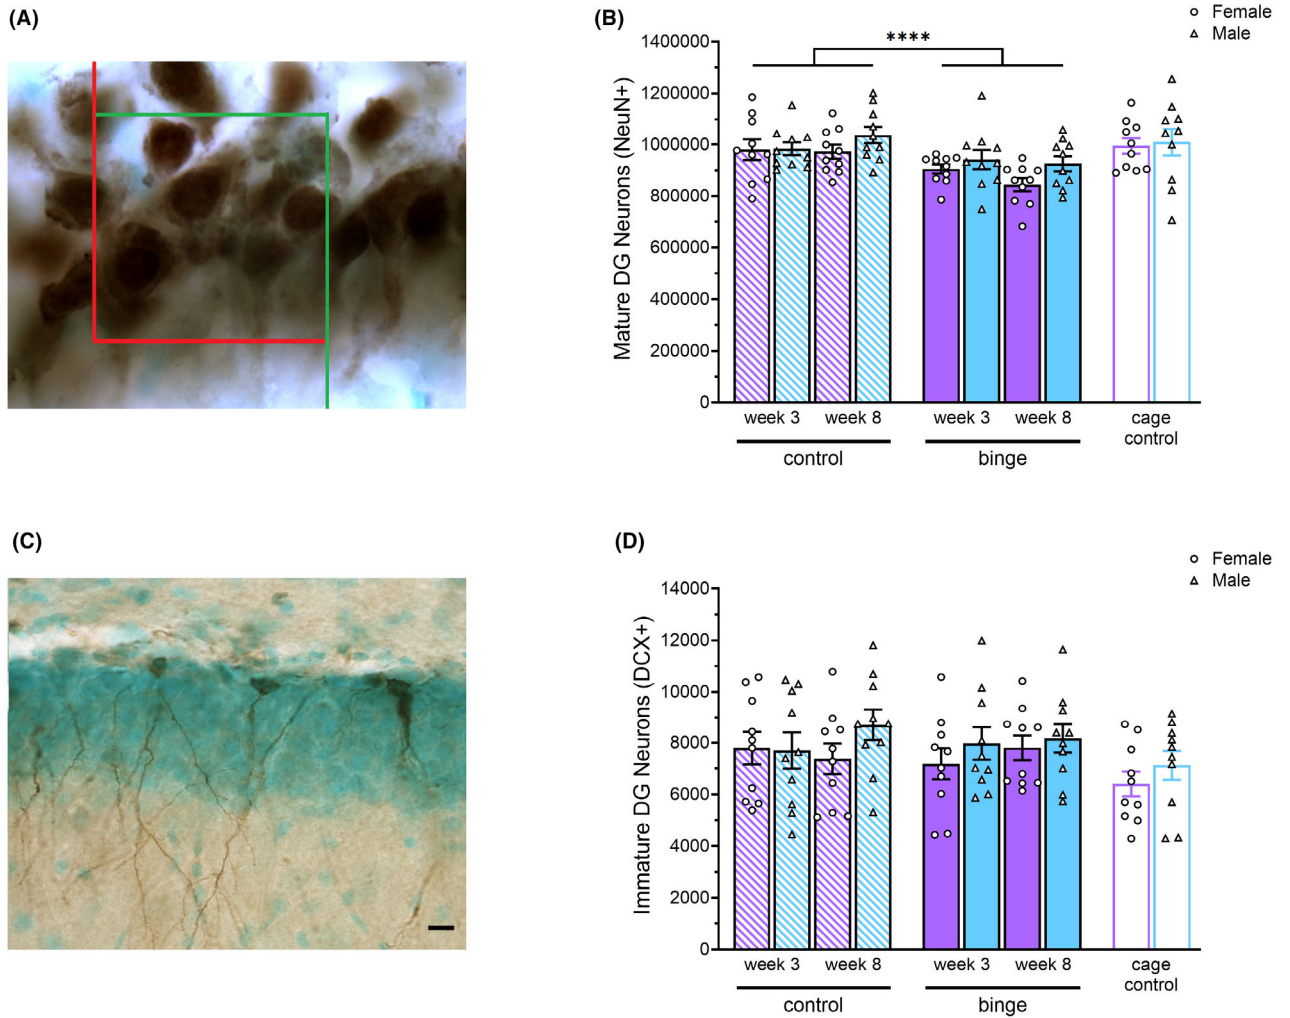 (A)
(B)
Female
Male
****
Mature DG Neurons (NeuN+)
1400000
1200000
1000000
800000
600000
400000
200000
0
week 3
week 8
week 3
week 8
cage
control
control
binge
(C)
(D)
Female
Male
Immature DG Neurons (DCX+)
14000
12000
10000
8000
6000
4000
2000
0
week 3
week 8
week 3
week 8
cage
control
control
binge